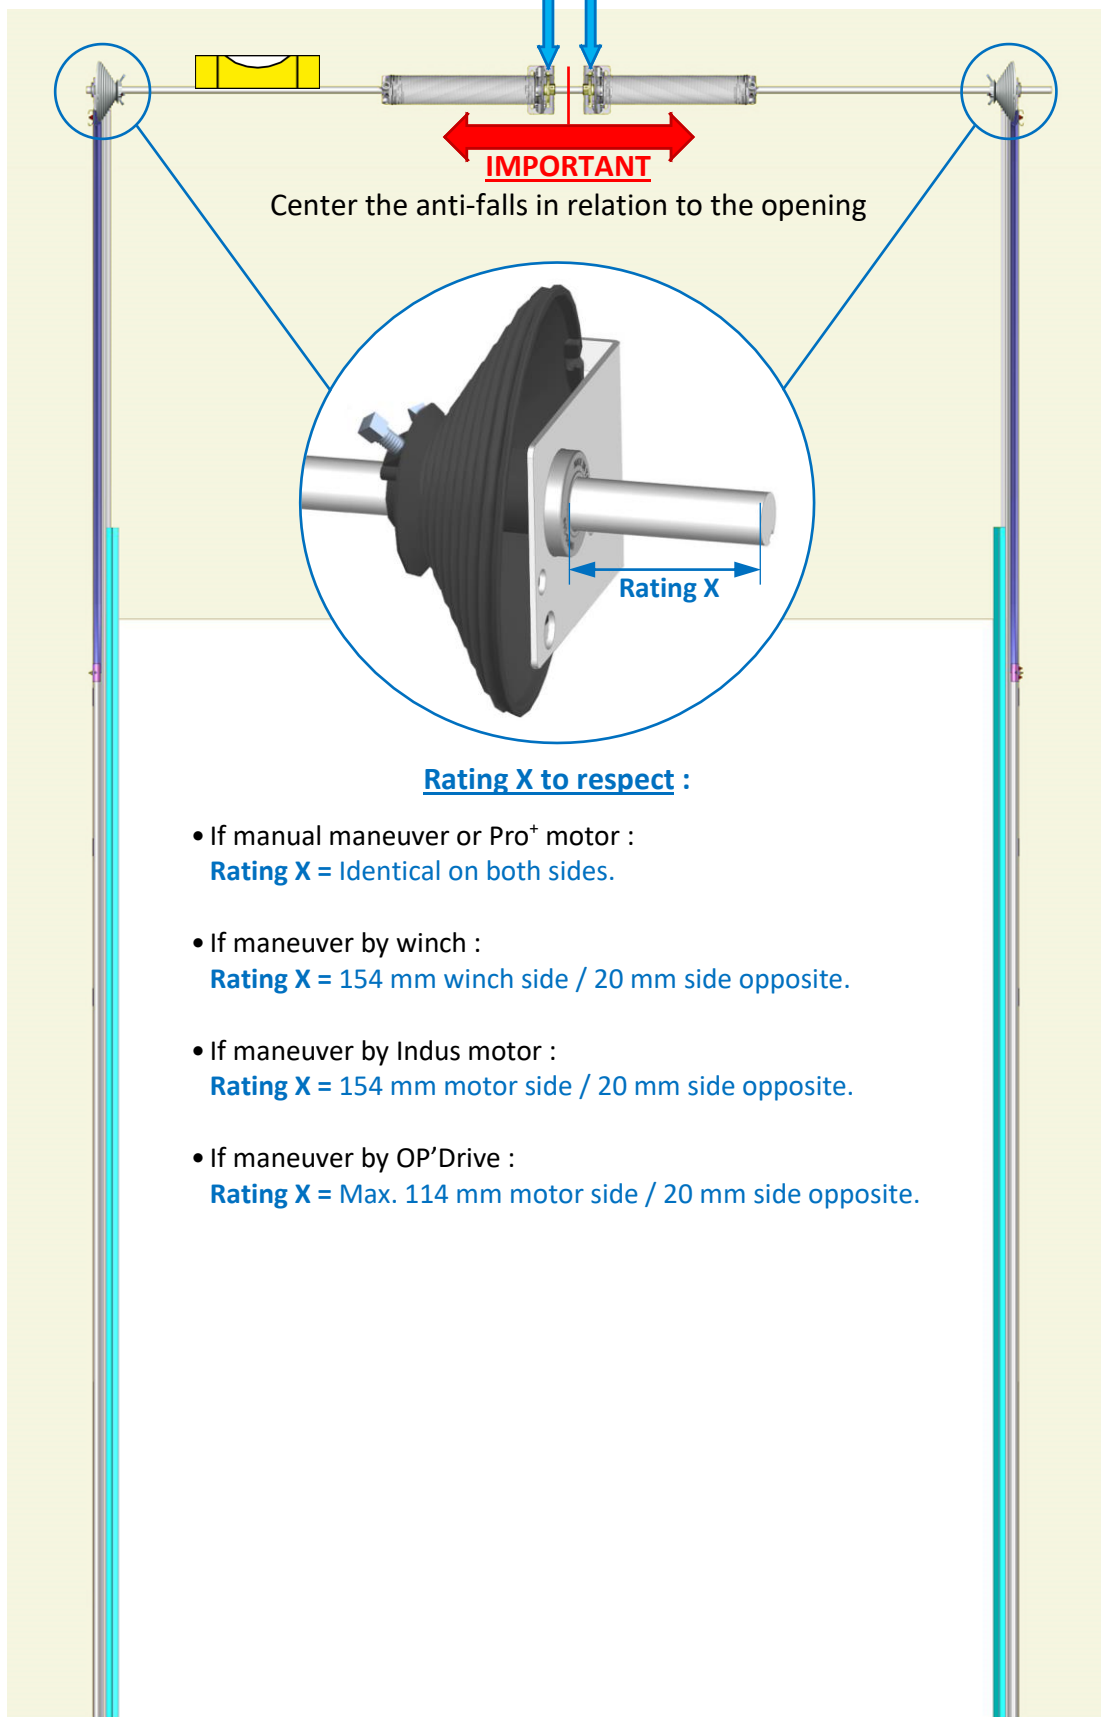 IMPORTANT
Center the anti-falls in relation to the opening
Rating X
Rating X to respect :
• If manual maneuver or Pro⁺ motor :
Rating X = Identical on both sides.
• If maneuver by winch :
Rating X = 154 mm winch side / 20 mm side opposite.
• If maneuver by Indus motor :
Rating X = 154 mm motor side / 20 mm side opposite.
• If maneuver by OP’Drive :
Rating X = Max. 114 mm motor side / 20 mm side opposite.